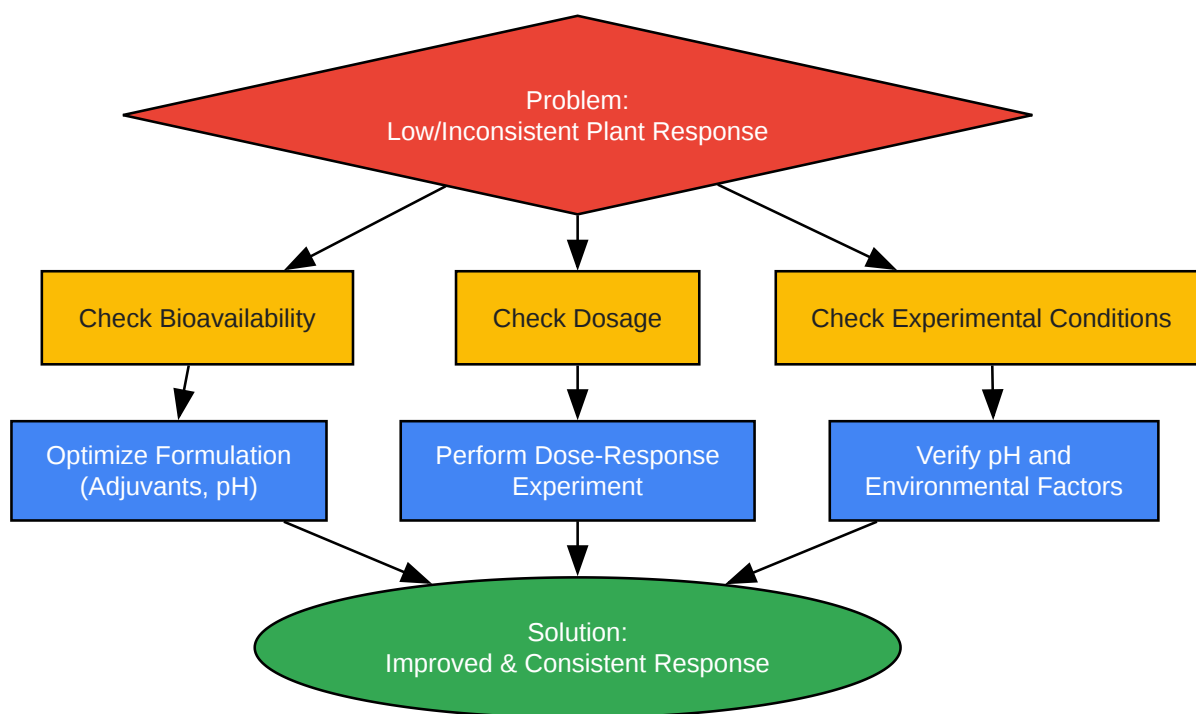 Problem:
Low/Inconsistent Plant Response
Check Bioavailability
Check Dosage
Check Experimental Conditions
Optimize Formulation
(Adjuvants, pH)
Perform Dose-Response
Experiment
Verify pH and
Environmental Factors
Solution:
Improved & Consistent Response